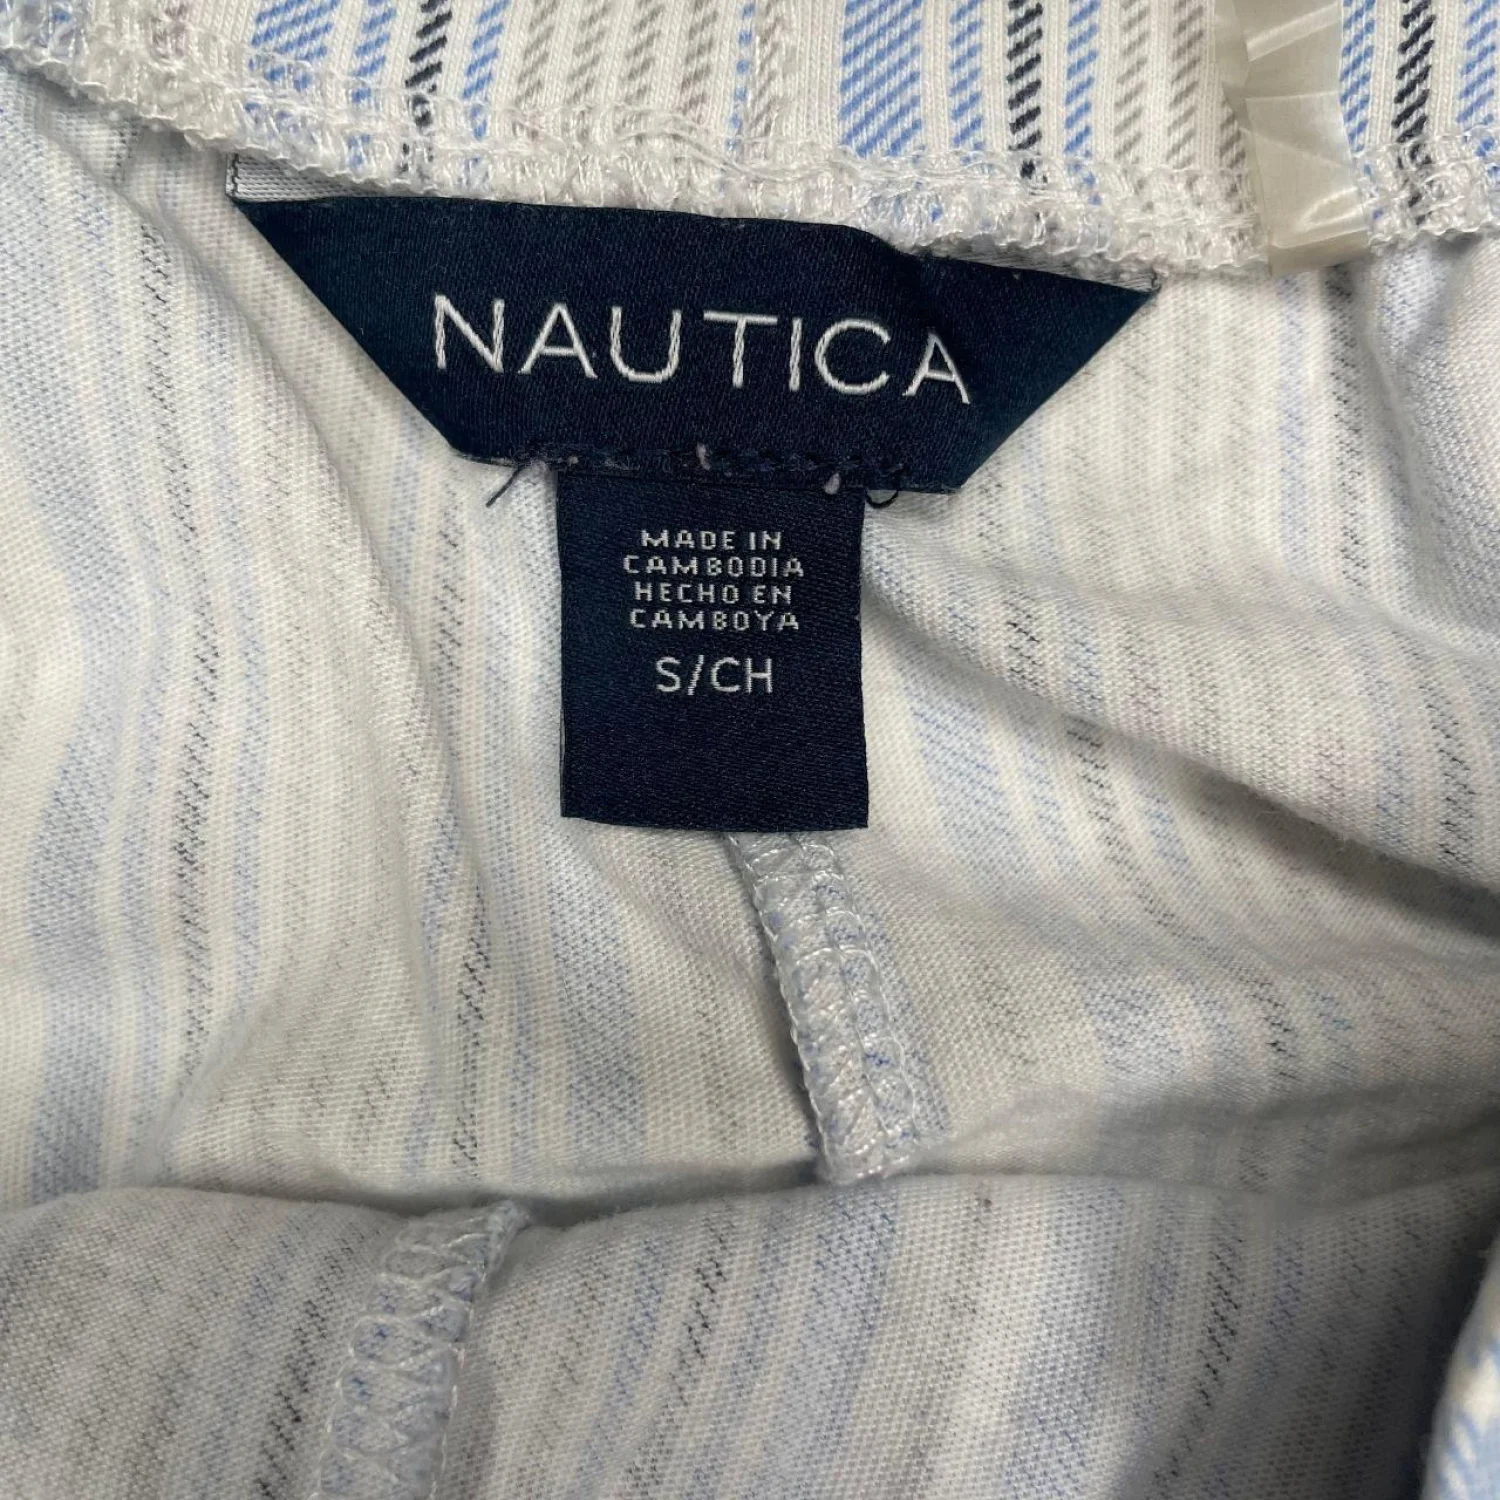 NAUTICA
MADE IN
CAMBODIA
HECHO EN
CAMBOYA
S/CH